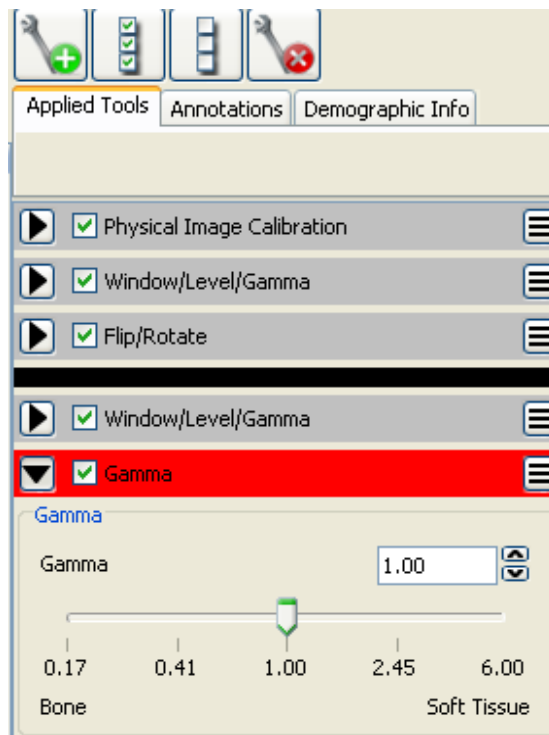 Applied Tools Annotations Demographic Info
Physical Image Calibration
Window/Level/Gamma
Flip/Rotate
Window/Level/Gamma
Gamma
Gamma
Gamma 1.00
0.17 0.41 1.00 2.45 6.00
Bone Soft Tissue